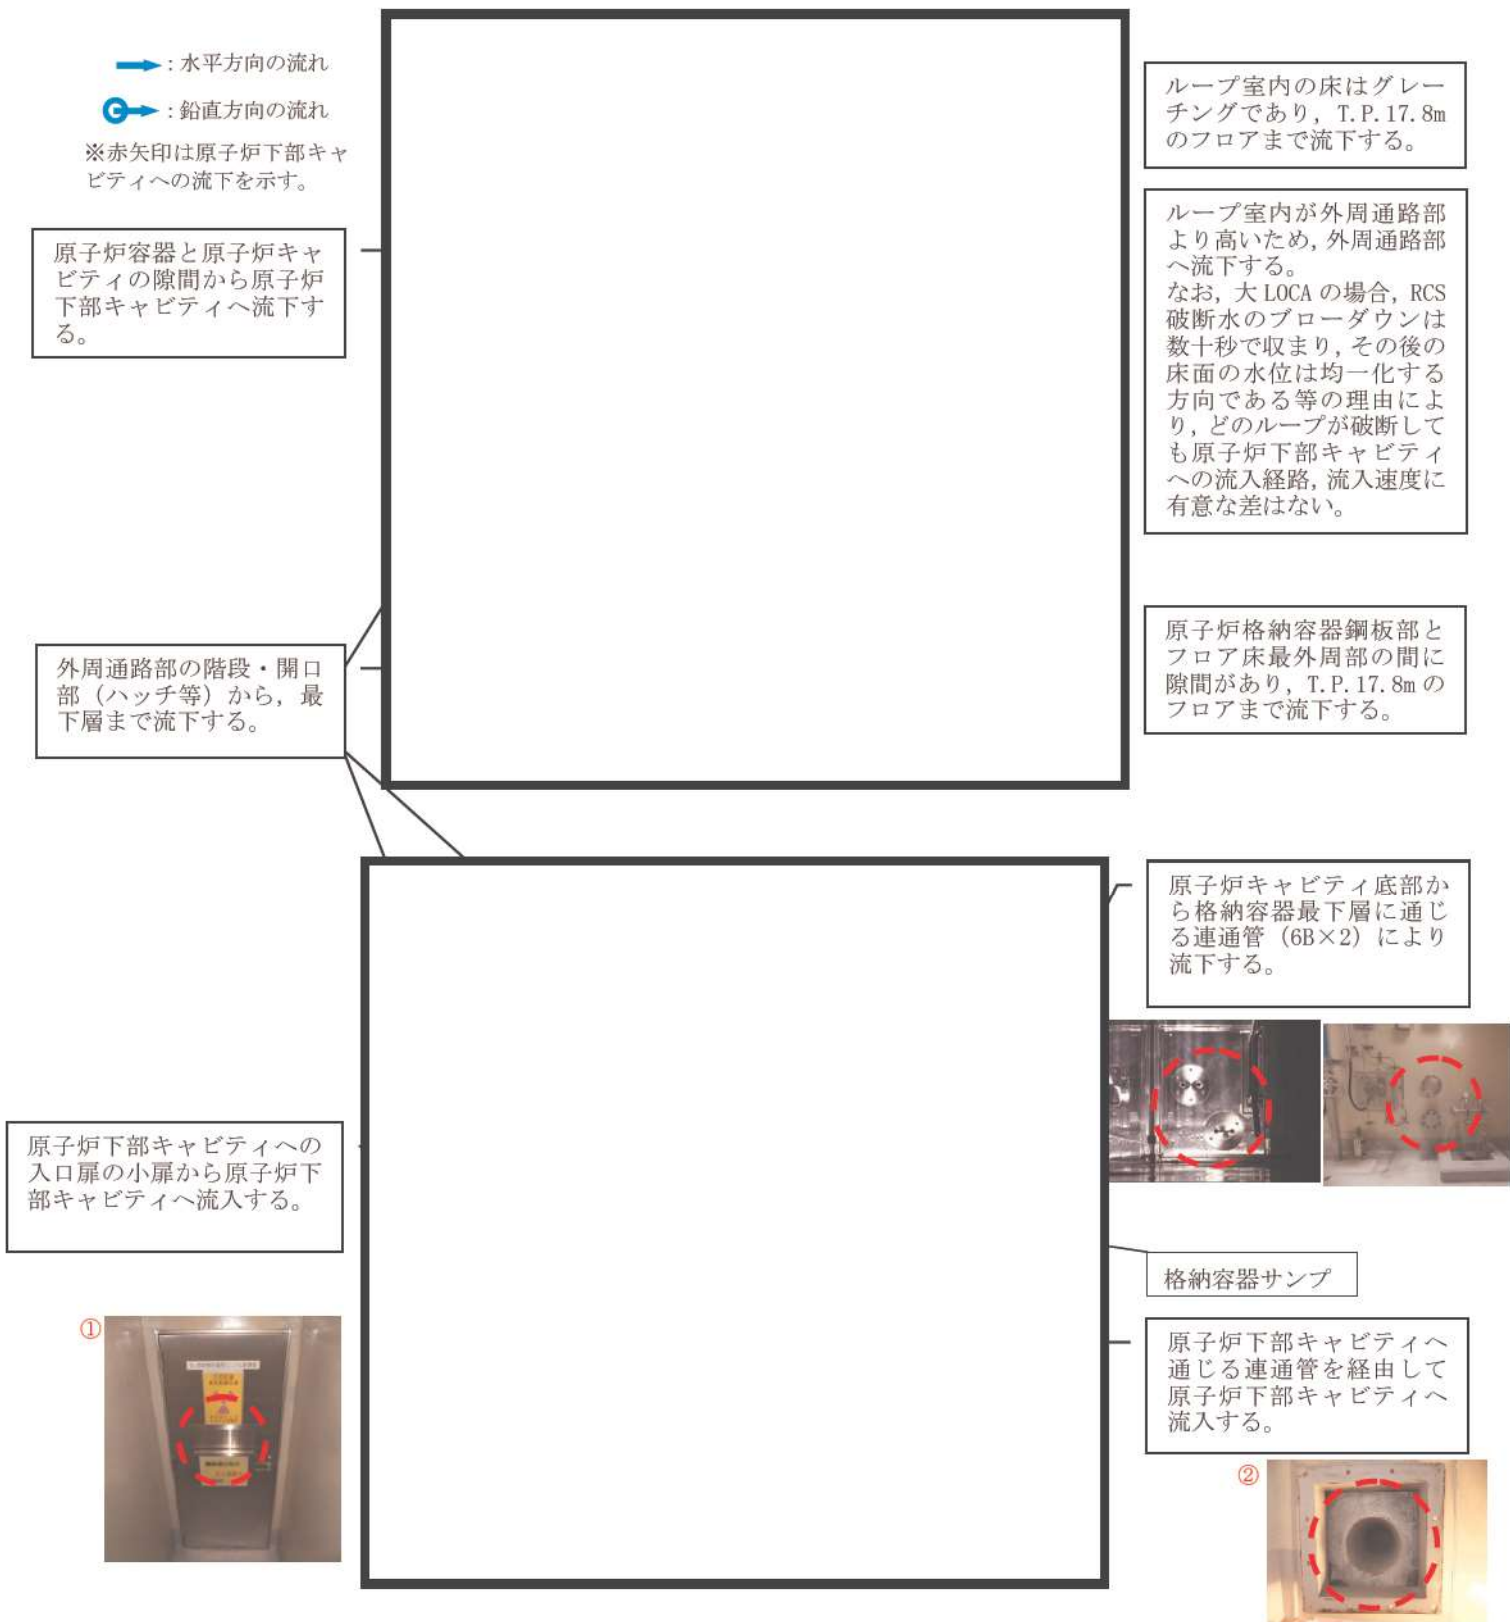 ：水平方向の流れ
：鉛直方向の流れ
※赤矢印は原子炉下部キャ
ビティへの流下を示す。
原子炉容器と原子炉キャ
ビティの隙間から原子炉
下部キャビティへ流下す
る。
外周通路部の階段・開口
部（ハッチ等）から，最
下層まで流下する。
原子炉下部キャビティへの
入口扉の小扉から原子炉下
部キャビティへ流入する。
①
ループ室内の床はグレー
チングであり，T.P.17.8m
のフロアまで流下する。
ループ室内が外周通路部
より高いため，外周通路部
へ流下する。
なお，大 LOCA の場合，RCS
破断水のブローダウンは
数十秒で収まり，その後の
床面の水位は均一化する
方向である等の理由によ
り，どのループが破断して
も原子炉下部キャビティ
への流入経路，流入速度に
有意な差はない。
原子炉格納容器鋼板部と
フロア床最外周部の間に
隙間があり，T.P.17.8m の
フロアまで流下する。
原子炉キャビティ底部か
ら格納容器最下層に通じ
る連通管（6B×2）により
流下する。
格納容器サンプ
原子炉下部キャビティへ
通じる連通管を経由して
原子炉下部キャビティへ
流入する。
②